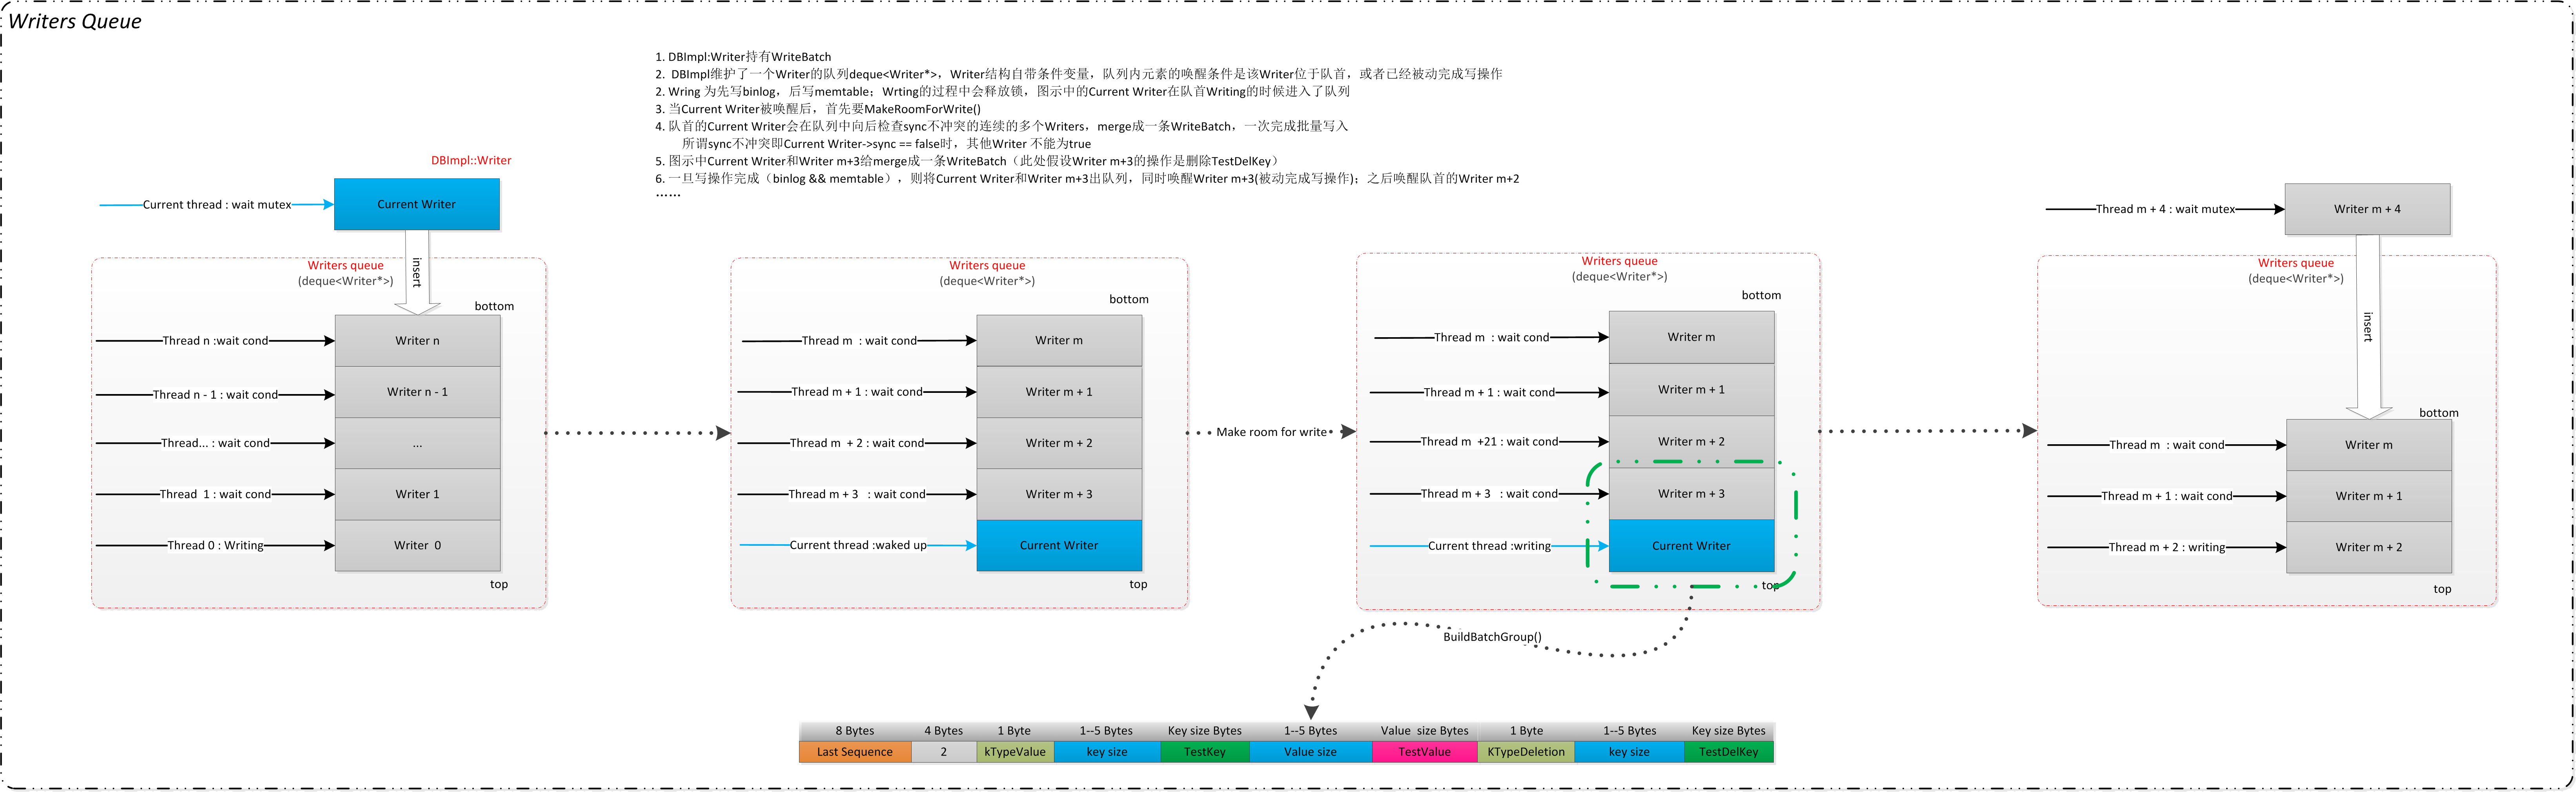 Writers Queue
1. DBImpl:Writer持有WriteBatch
2. DBImpl维护了一个Writer的队列deque<Writer*>，Writer结构自带条件变量，队列内元素的唤醒条件是该Writer位于队首，或者已经被动完成写操作
2. Wring 为先写binlog，后写memtable；Wrting的过程中会释放锁，图示中的Current Writer在队首Writing的时候进入了队列
3. 当Current Writer被唤醒后，首先要MakeRoomForWrite()
4. 队首的Current Writer会在队列中向后检查sync不冲突的连续的多个Writers，merge成一条WriteBatch，一次完成批量写入
所谓sync不冲突即Current Writer->sync == false时，其他Writer 不能为true
5. 图示中Current Writer和Writer m+3给merge成一条WriteBatch（此处假设Writer m+3的操作是删除TestDelKey）
6. 一旦写操作完成（binlog && memtable），则将Current Writer和Writer m+3出队列，同时唤醒Writer m+3(被动完成写操作)；之后唤醒队首的Writer m+2
……
DBImpl::Writer
Current thread : wait mutex
Current Writer
insert
Writers queue
(deque<Writer*>)
bottom
Thread n :wait cond
Writer n
Thread n - 1 : wait cond
Writer n - 1
Thread... : wait cond
...
Thread 1 : wait cond
Writer 1
Thread 0 : Writing
Writer 0
top
Writers queue
(deque<Writer*>)
bottom
Thread m : wait cond
Writer m
Thread m + 1 : wait cond
Writer m + 1
Thread m + 2 : wait cond
Writer m + 2
Thread m + 3 : wait cond
Writer m + 3
Current thread :waked up
Current Writer
top
Make room for write
Writers queue
(deque<Writer*>)
bottom
Thread m : wait cond
Writer m
Thread m + 1 : wait cond
Writer m + 1
Thread m +21 : wait cond
Writer m + 2
Thread m + 3 : wait cond
Writer m + 3
Current thread :writing
Current Writer
top
BuildBatchGroup()
Thread m + 4 : wait mutex
Writer m + 4
insert
Writers queue
(deque<Writer*>)
bottom
Thread m : wait cond
Writer m
Thread m + 1 : wait cond
Writer m + 1
Thread m + 2 : writing
Writer m + 2
top
8 Bytes 4 Bytes 1 Byte 1--5 Bytes Key size Bytes 1--5 Bytes Value size Bytes 1 Byte 1--5 Bytes Key size Bytes
Last Sequence 2 kTypeValue key size TestKey Value size TestValue KTypeDeletion key size TestDelKey